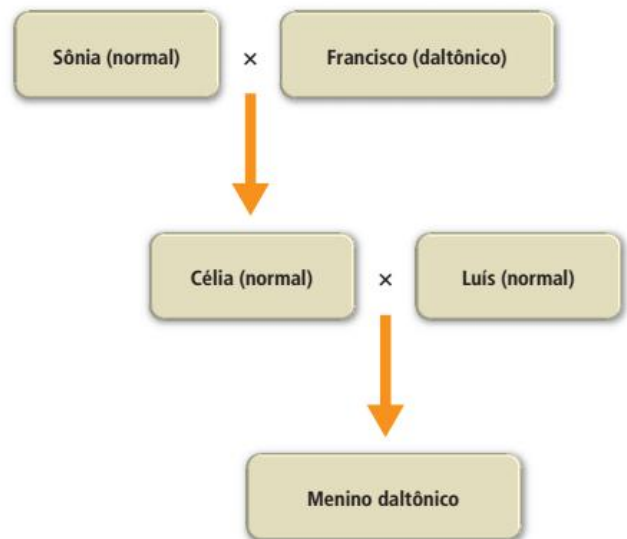 Sônia (normal) × Francisco (daltônico)
Célia (normal) × Luís (normal)
Menino daltônico